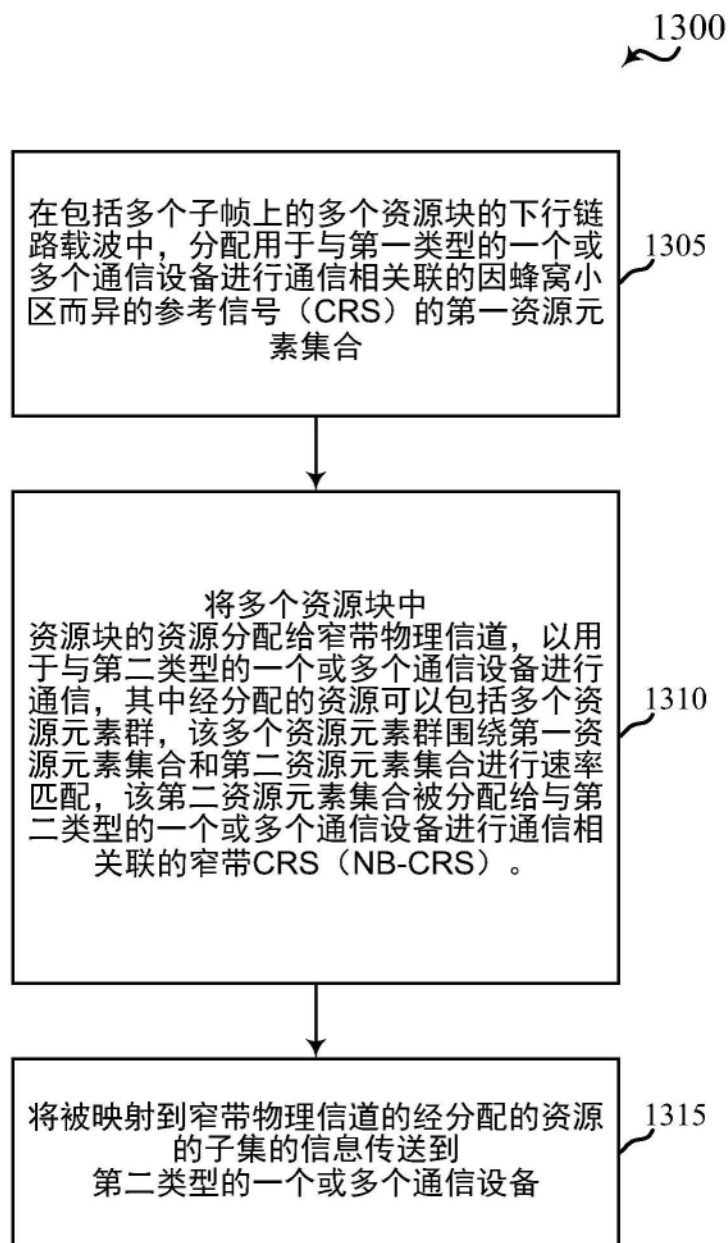 1300
在包括多个子帧上的多个资源块的下行链
路载波中，分配用于与第一类型的一个或
多个通信设备进行通信相关联的因蜂窝小
区而异的参考信号（CRS）的第一资源元
素集合
1305
将多个资源块中
资源块的资源分配给窄带物理信道，以用
于与第二类型的一个或多个通信设备进行
通信，其中经分配的资源可以包括多个资
源元素群，该多个资源元素群围绕第一资
源元素集合和第二资源元素集合进行速率
匹配，该第二资源元素集合被分配给与第
二类型的一个或多个通信设备进行通信相
关联的窄带CRS（NB-CRS）。
1310
将被映射到窄带物理信道的经分配的资源
的子集的信息传送到
第二类型的一个或多个通信设备
1315